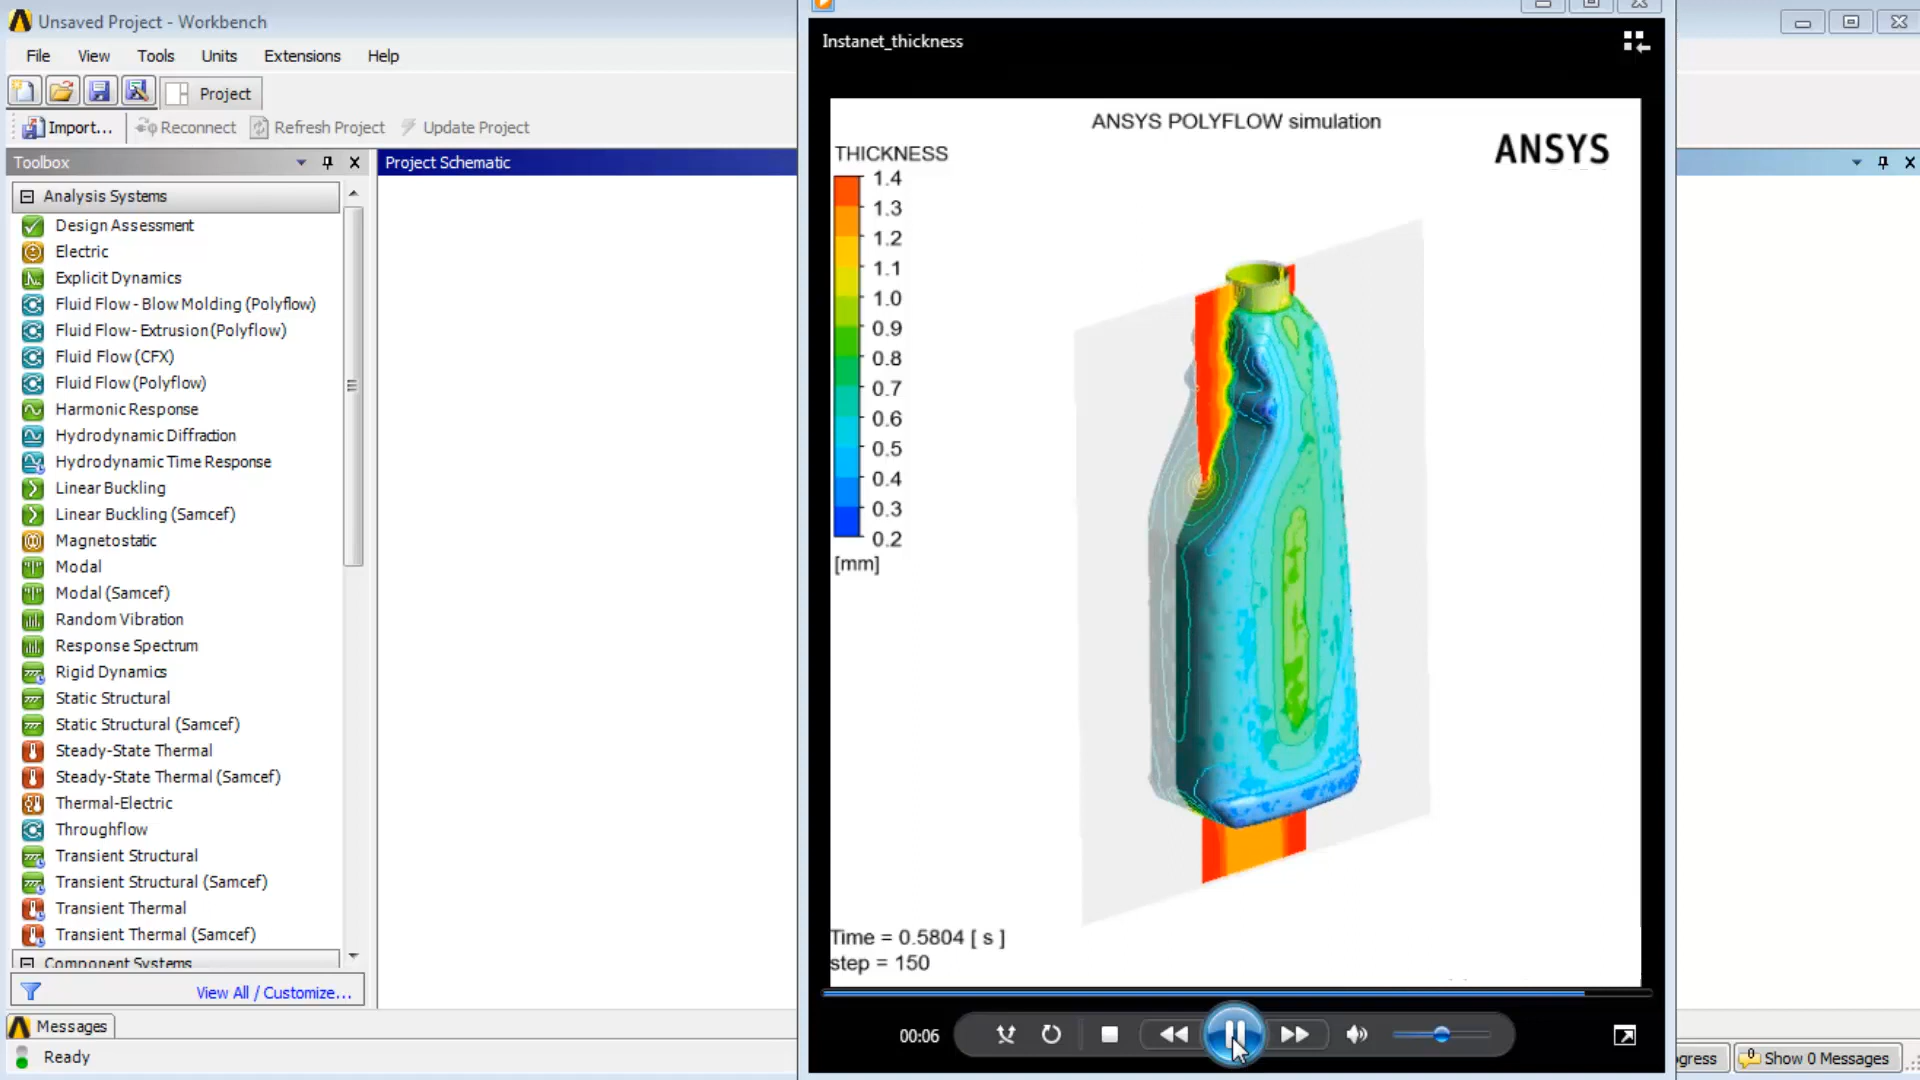 Unsaved Project - Workbench
File View Tools Units Extensions Help
Project
Import... Reconnect Refresh Project Update Project
Toolbox
Analysis Systems
Design Assessment
Electric
Explicit Dynamics
Fluid Flow - Blow Molding (Polyflow)
Fluid Flow- Extrusion(Polyflow)
Fluid Flow (CFX)
Fluid Flow (Polyflow)
Harmonic Response
Hydrodynamic Diffraction
Hydrodynamic Time Response
Linear Buckling
Linear Buckling (Samcef)
Magnetostatic
Modal
Modal (Samcef)
Random Vibration
Response Spectrum
Rigid Dynamics
Static Structural
Static Structural (Samcef)
Steady-State Thermal
Steady-State Thermal (Samcef)
Thermal-Electric
Throughflow
Transient Structural
Transient Structural (Samcef)
Transient Thermal
Transient Thermal (Samcef)
Component Systems
View All / Customize...
Messages
Ready
Project Schematic
Instanet_thickness
ANSYS POLYFLOW simulation
ANSYS
THICKNESS
1.4
1.3
1.2
1.1
1.0
0.9
0.8
0.7
0.6
0.5
0.4
0.3
0.2
[mm]
Time = 0.5804 [ s ]
step = 150
00:06
gress
Show 0 Messages